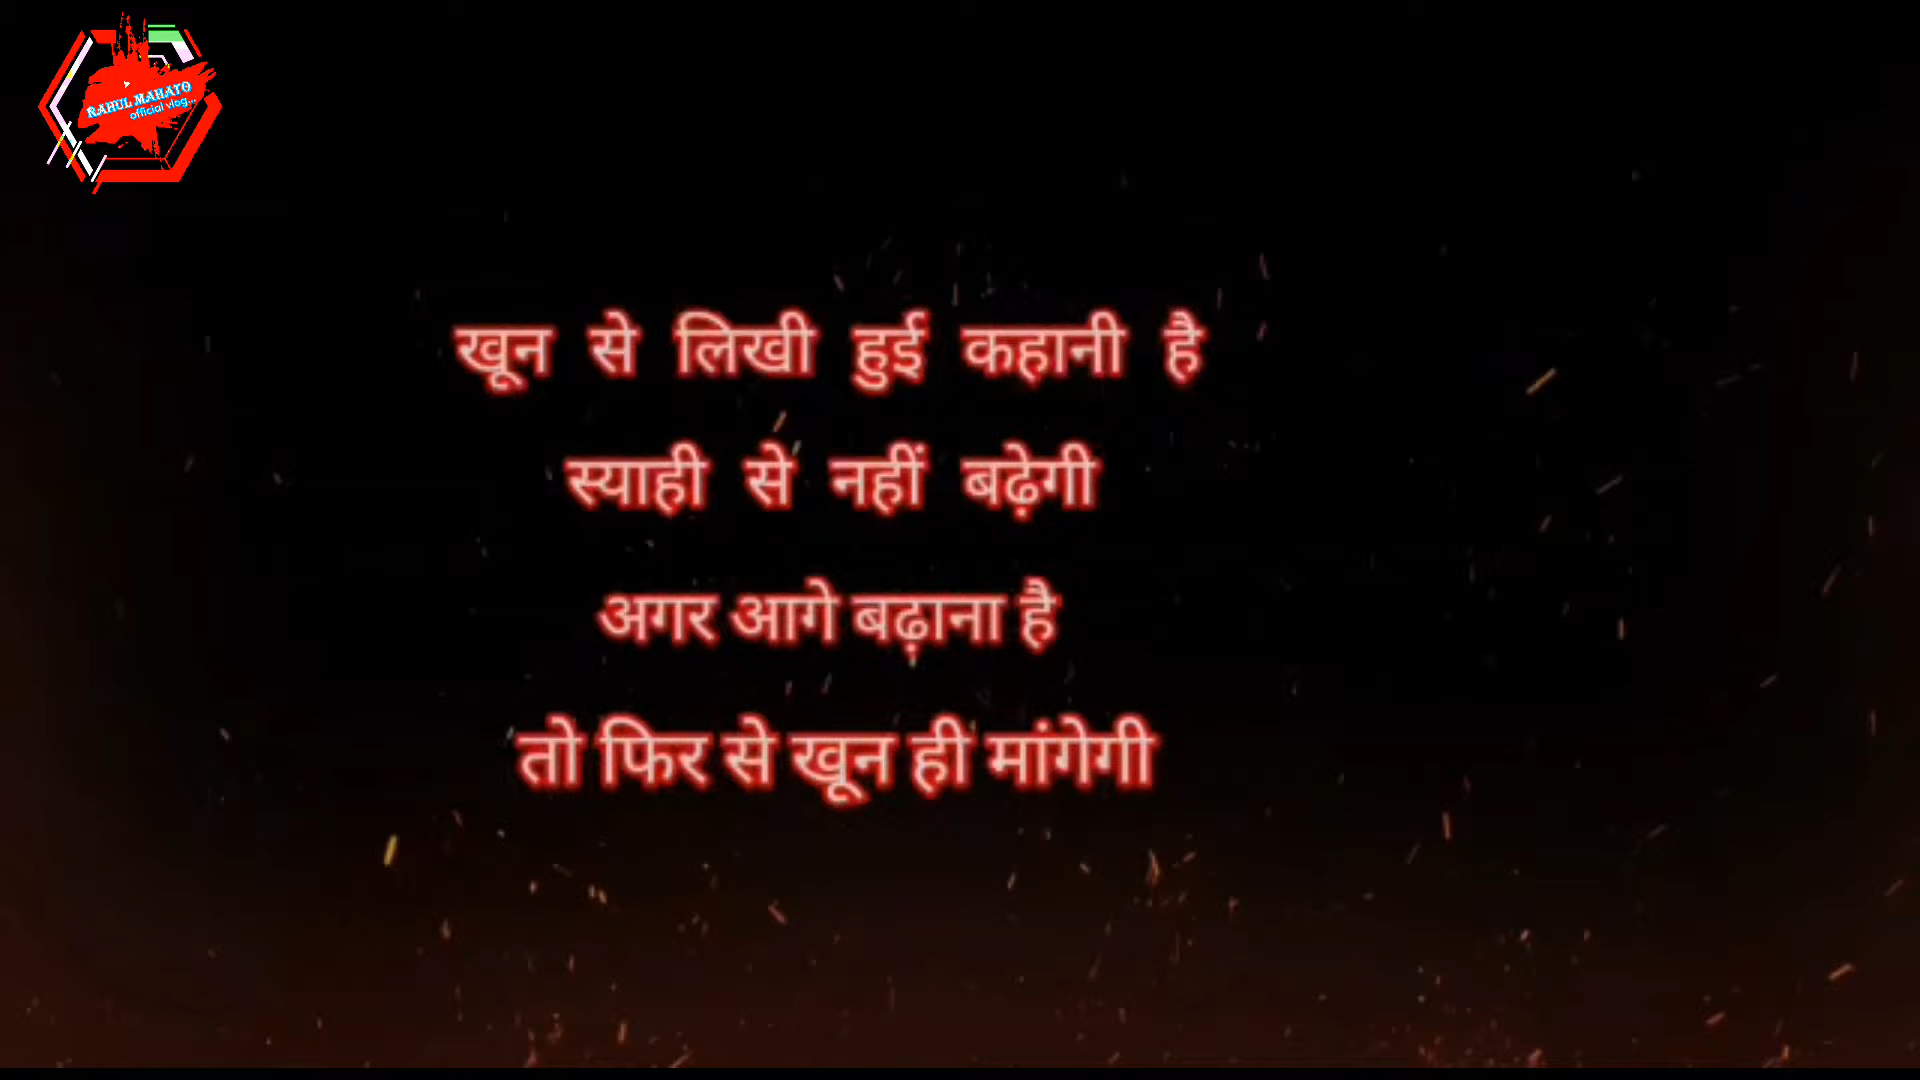 RAHUL MAHATO
official vlog...
खून से लिखी हुई कहानी है
स्याही से नहीं बढ़ेगी
अगर आगे बढ़ाना है
तो फिर से खून ही मांगेगी